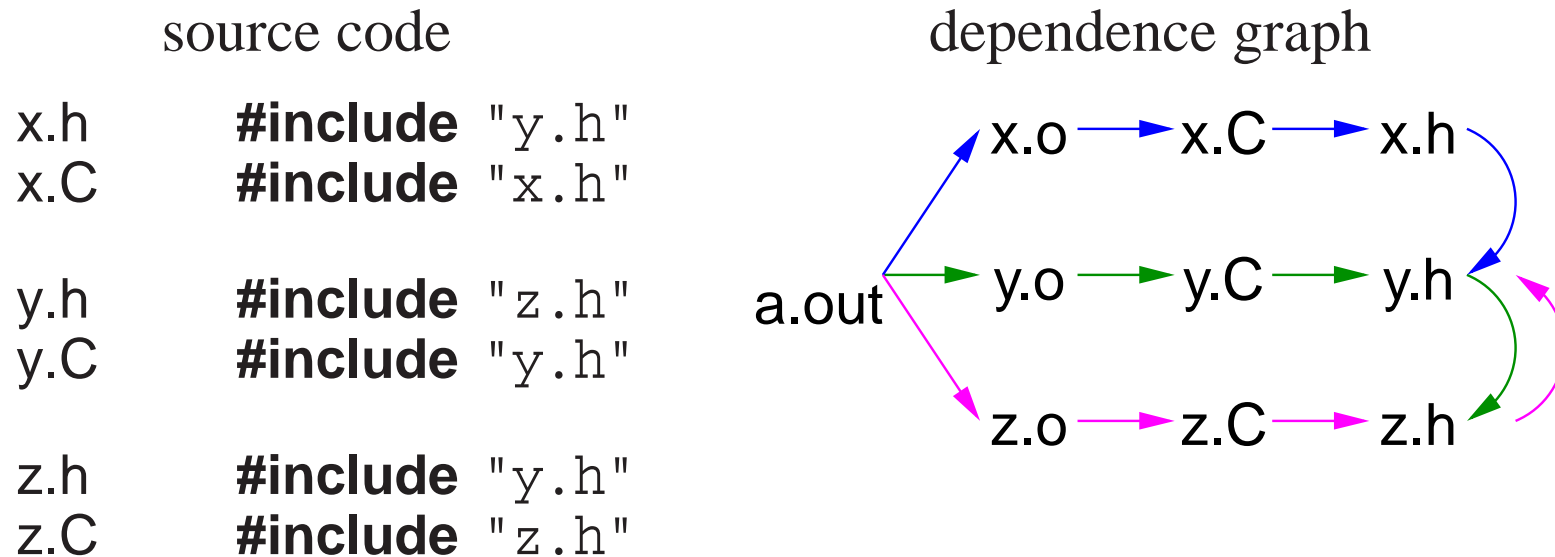 source code
x.h #include "y.h"
x.C #include "x.h"
y.h #include "z.h"
y.C #include "y.h"
z.h #include "y.h"
z.C #include "z.h"
dependence graph
x.o x.C x.h
y.o y.C y.h
a.out
z.o z.C z.h